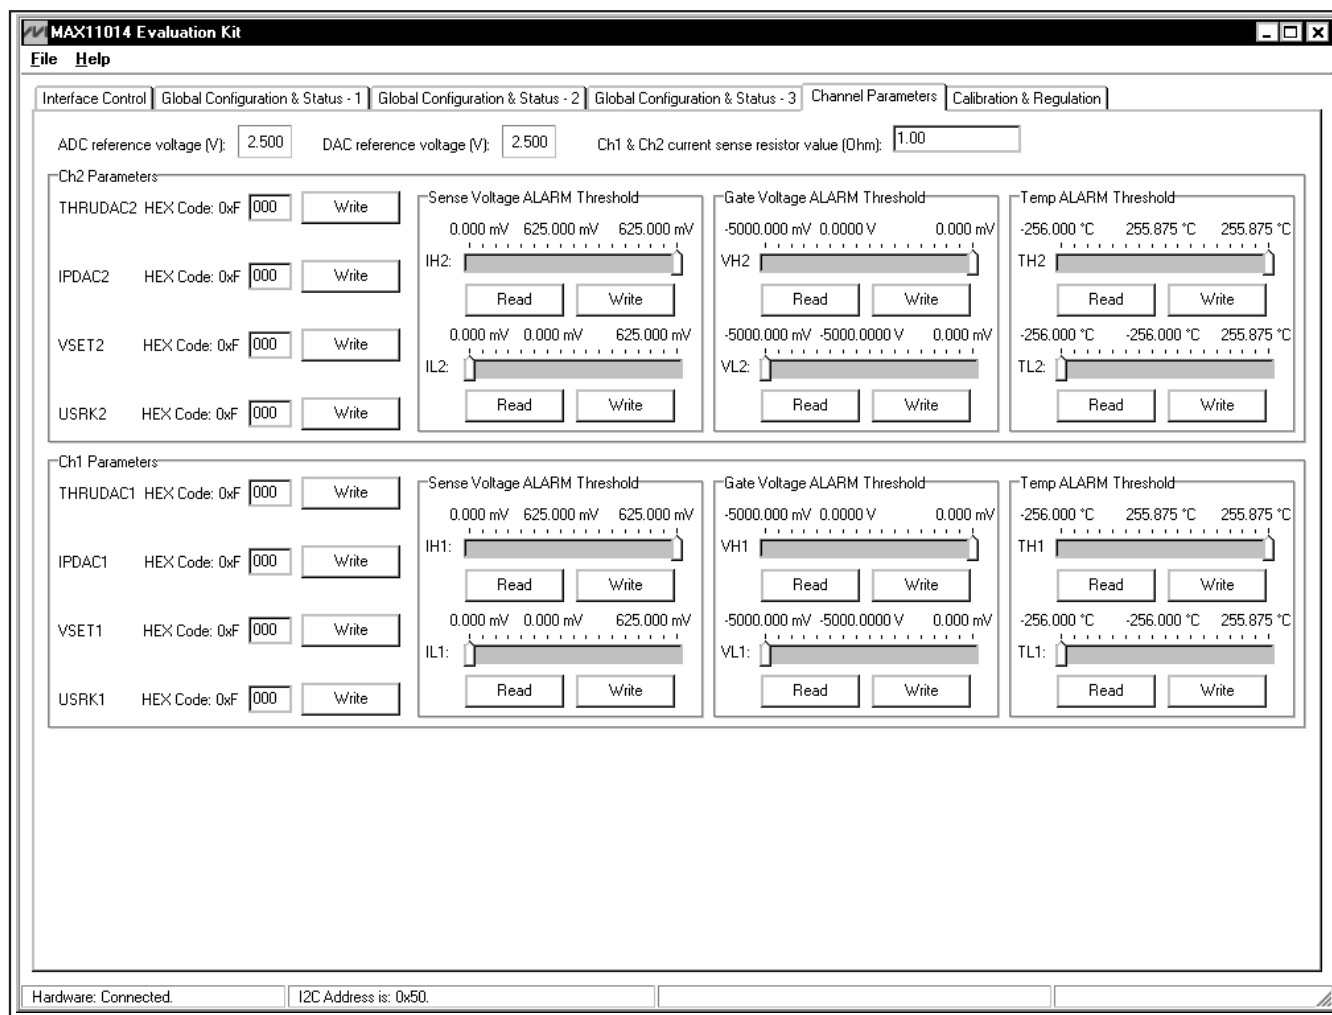 MAX11014 Evaluation Kit
File Help
Interface Control Global Configuration & Status - 1 Global Configuration & Status - 2 Global Configuration & Status - 3 Channel Parameters Calibration & Regulation
ADC reference voltage (V): 2.500 DAC reference voltage (V): 2.500 Ch1 & Ch2 current sense resistor value (Ohm): 1.00
Ch2 Parameters
THRUDAC2 HEX Code: 0xF 000 Write
IPDAC2 HEX Code: 0xF 000 Write
VSET2 HEX Code: 0xF 000 Write
USRK2 HEX Code: 0xF 000 Write
Sense Voltage ALARM Threshold
0.000 mV 625.000 mV 625.000 mV
IH2:
Read Write
0.000 mV 0.000 mV 625.000 mV
IL2:
Read Write
Gate Voltage ALARM Threshold
-5000.000 mV 0.0000 V 0.000 mV
VH2
Read Write
-5000.000 mV -5000.0000 V 0.000 mV
VL2:
Read Write
Temp ALARM Threshold
-256.000 °C 255.875 °C 255.875 °C
TH2
Read Write
-256.000 °C -256.000 °C 255.875 °C
TL2:
Read Write
Ch1 Parameters
THRUDAC1 HEX Code: 0xF 000 Write
IPDAC1 HEX Code: 0xF 000 Write
VSET1 HEX Code: 0xF 000 Write
USRK1 HEX Code: 0xF 000 Write
Sense Voltage ALARM Threshold
0.000 mV 625.000 mV 625.000 mV
IH1:
Read Write
0.000 mV 0.000 mV 625.000 mV
IL1:
Read Write
Gate Voltage ALARM Threshold
-5000.000 mV 0.0000 V 0.000 mV
VH1
Read Write
-5000.000 mV -5000.0000 V 0.000 mV
VL1:
Read Write
Temp ALARM Threshold
-256.000 °C 255.875 °C 255.875 °C
TH1
Read Write
-256.000 °C -256.000 °C 255.875 °C
TL1:
Read Write
Hardware: Connected. I2C Address is: 0x50.